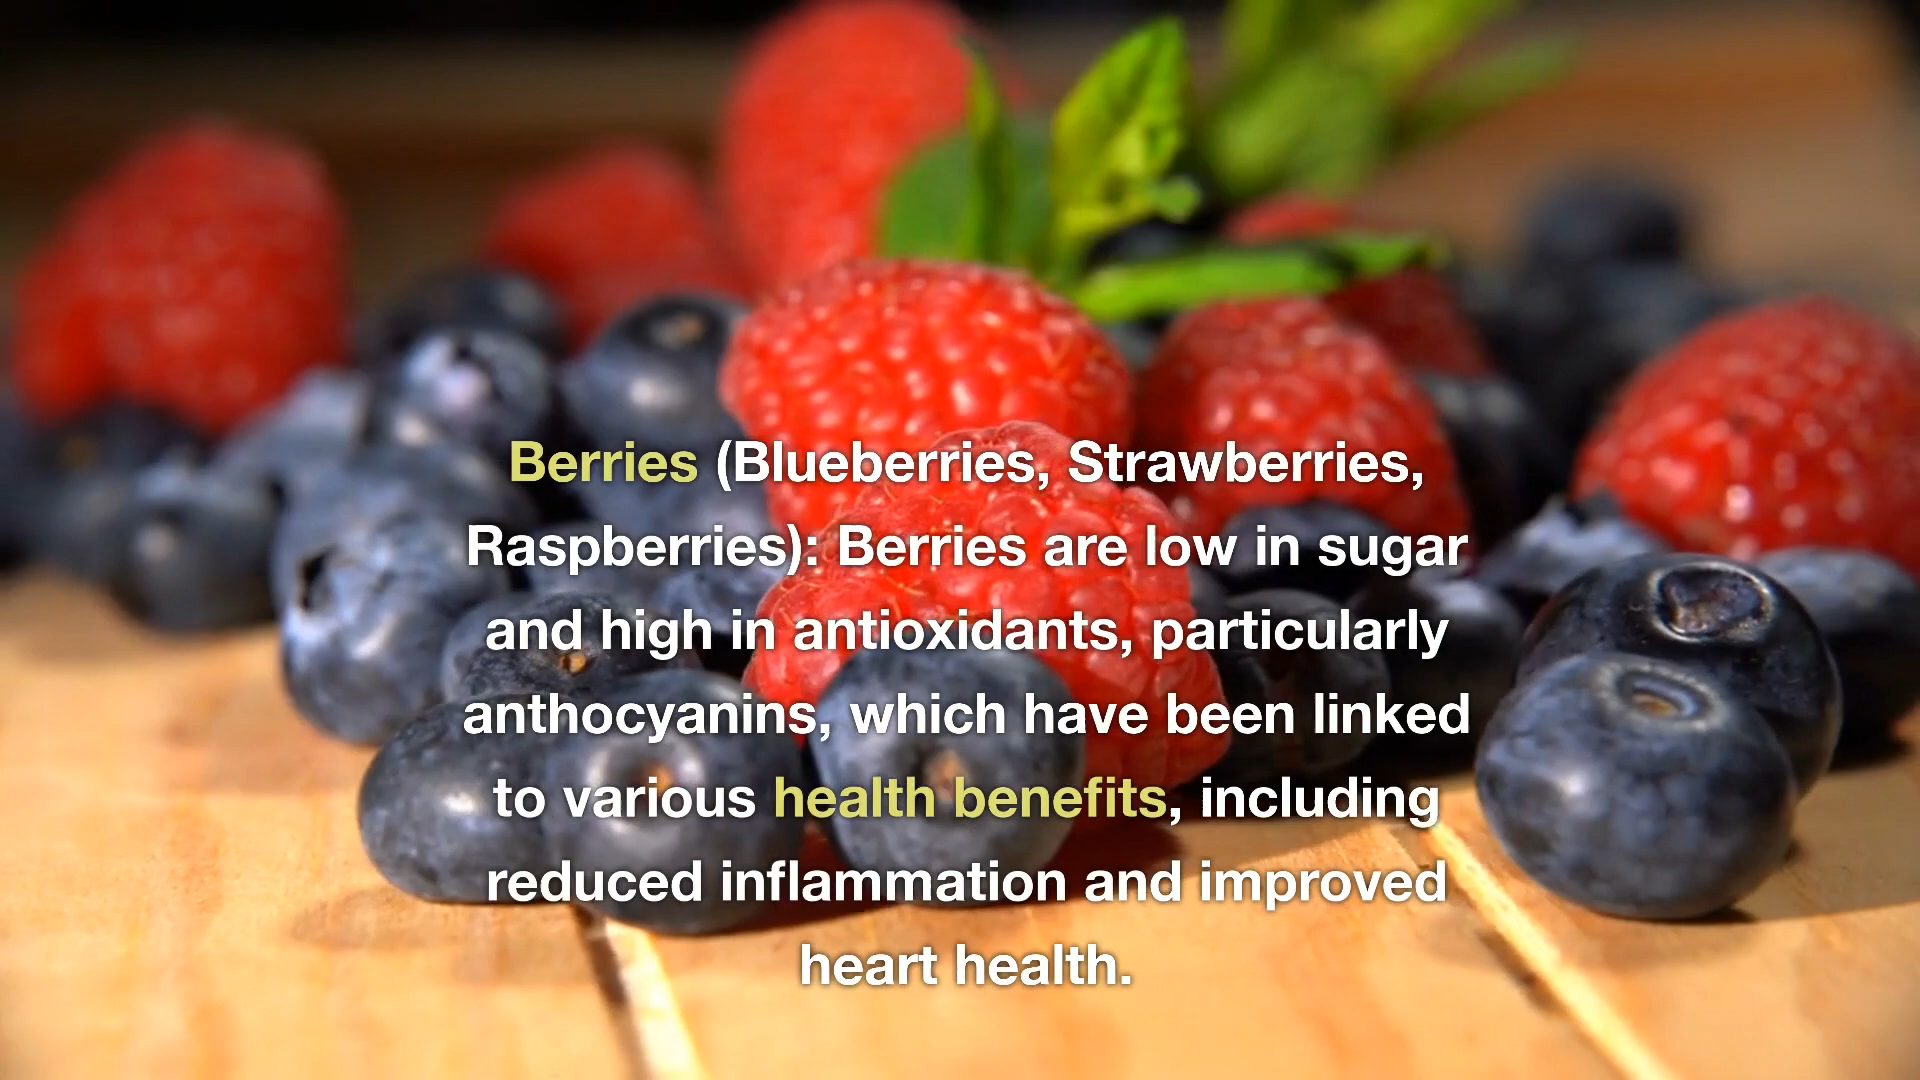 Berries (Blueberries, Strawberries,
Raspberries): Berries are low in sugar
and high in antioxidants, particularly
anthocyanins, which have been linked
to various health benefits, including
reduced inflammation and improved
heart health.